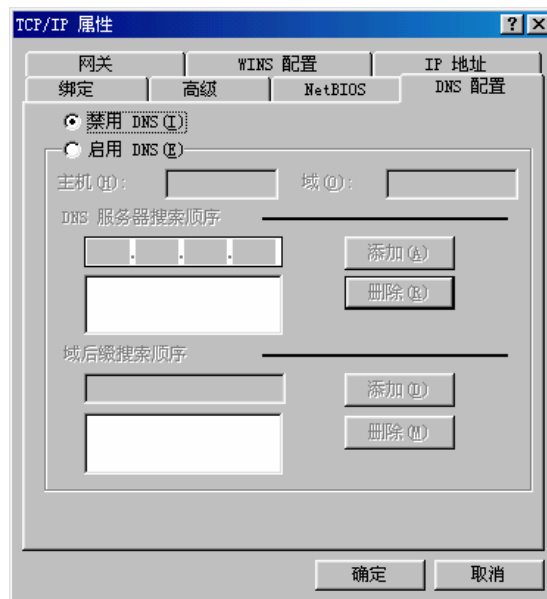 TCP/IP 属性
网关 WINS 配置 IP 地址
绑定 高级 NetBIOS DNS 配置
禁用 DNS(I)
启用 DNS(E)
主机(H): 域(O):
DNS 服务器搜索顺序
添加(A)
删除(R)
域后缀搜索顺序
添加(D)
删除(M)
确定 取消